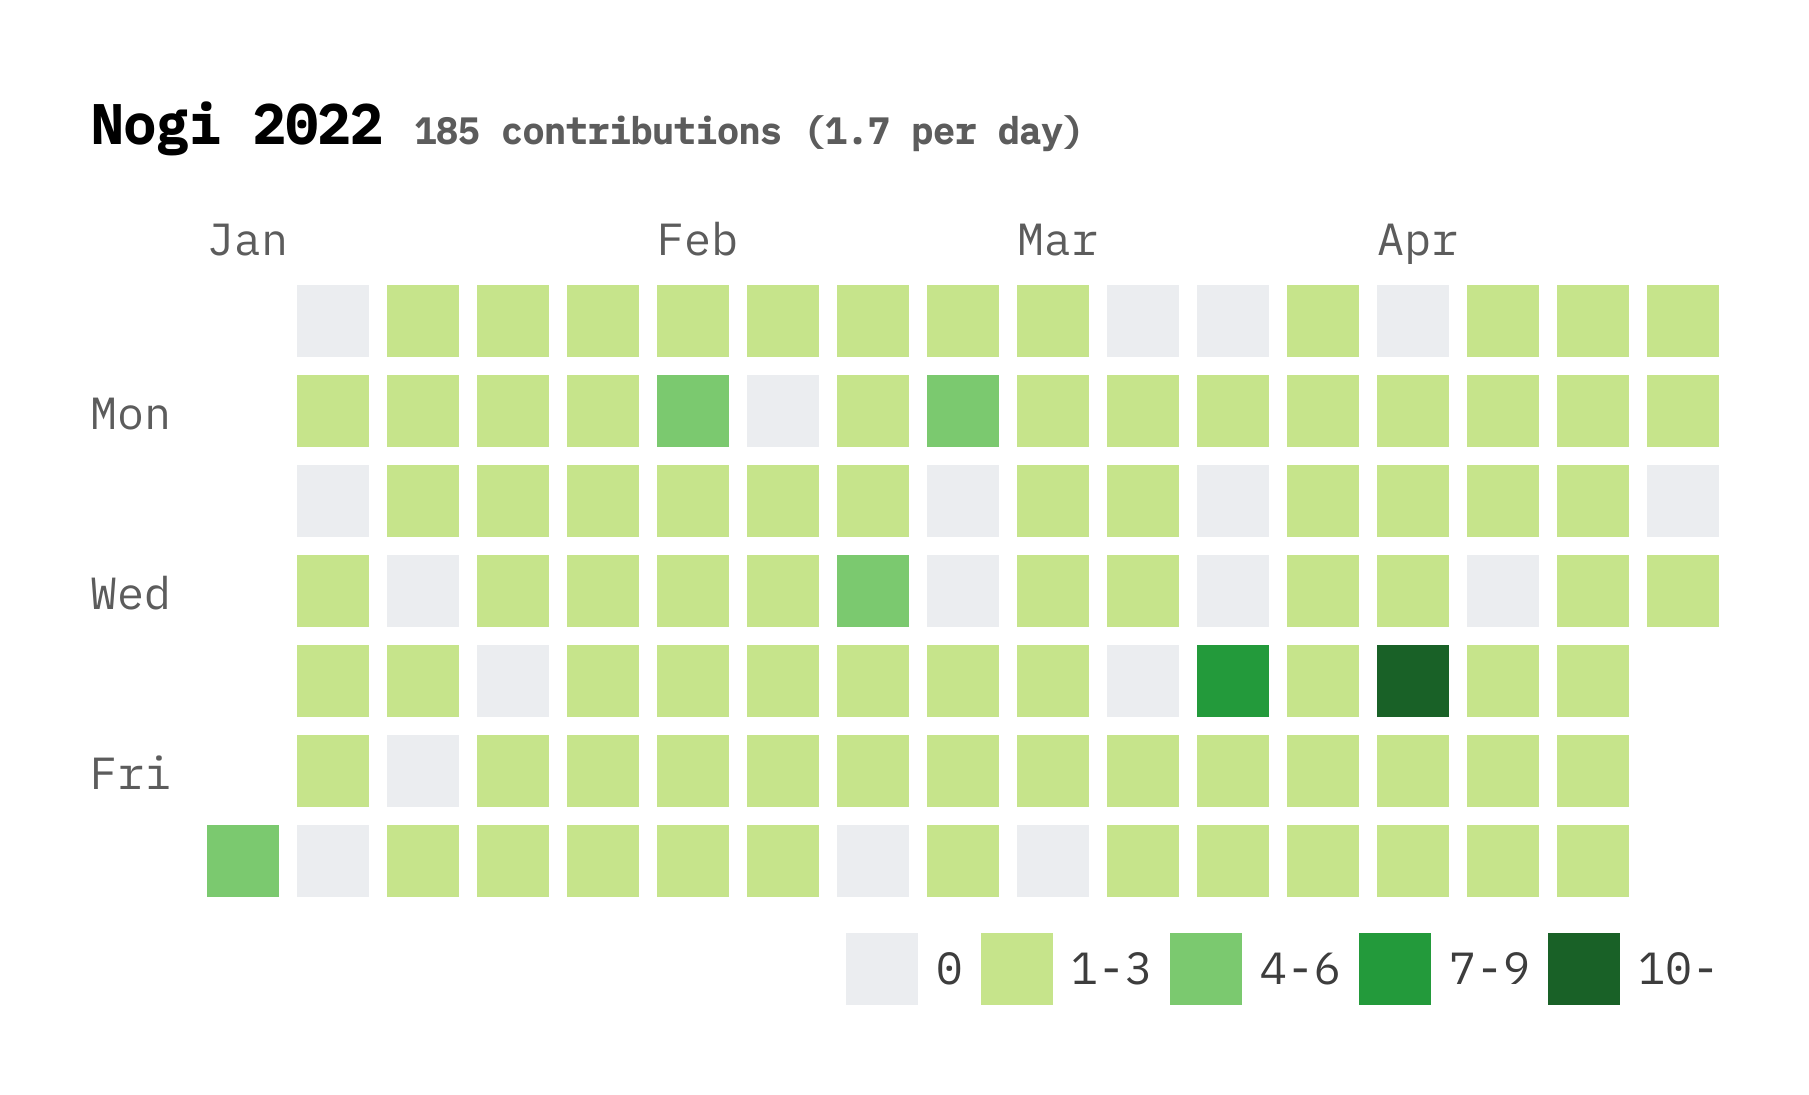 Nogi 2022 185 contributions (1.7 per day)
Jan Feb Mar Apr
Mon
Wed
Fri
0 1-3 4-6 7-9 10-